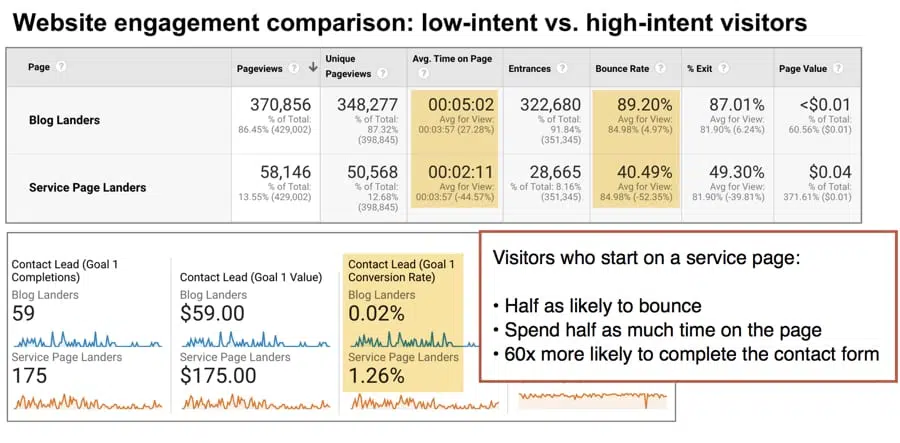 Website engagement comparison: low-intent vs. high-intent visitors
Page ?
Pageviews ? ↓
Unique
Pageviews ?
Avg. Time on Page
?
Entrances ?
Bounce Rate ?
% Exit ?
Page Value ?
Blog Landers
370,856
% of Total:
86.45% (429,002)
348,277
% of Total:
87.32%
(398,845)
00:05:02
Avg for View:
00:03:57 (27.28%)
322,680
% of Total:
91.84%
(351,345)
89.20%
Avg for View:
84.98% (4.97%)
87.01%
Avg for View:
81.90% (6.24%)
<$0.01
% of Total:
60.56% ($0.01)
Service Page Landers
58,146
% of Total:
13.55% (429,002)
50,568
% of Total:
12.68%
(398,845)
00:02:11
Avg for View:
00:03:57 (-44.57%)
28,665
% of Total: 8.16%
(351,345)
40.49%
Avg for View:
84.98% (-52.35%)
49.30%
Avg for View:
81.90% (-39.81%)
$0.04
% of Total:
371.61% ($0.01)
Contact Lead (Goal 1
Completions)
Blog Landers
59
Service Page Landers
175
Contact Lead (Goal 1 Value)
Blog Landers
$59.00
Service Page Landers
$175.00
Contact Lead (Goal 1
Conversion Rate)
Blog Landers
0.02%
Service Page Landers
1.26%
Visitors who start on a service page:
• Half as likely to bounce
• Spend half as much time on the page
• 60x more likely to complete the contact form